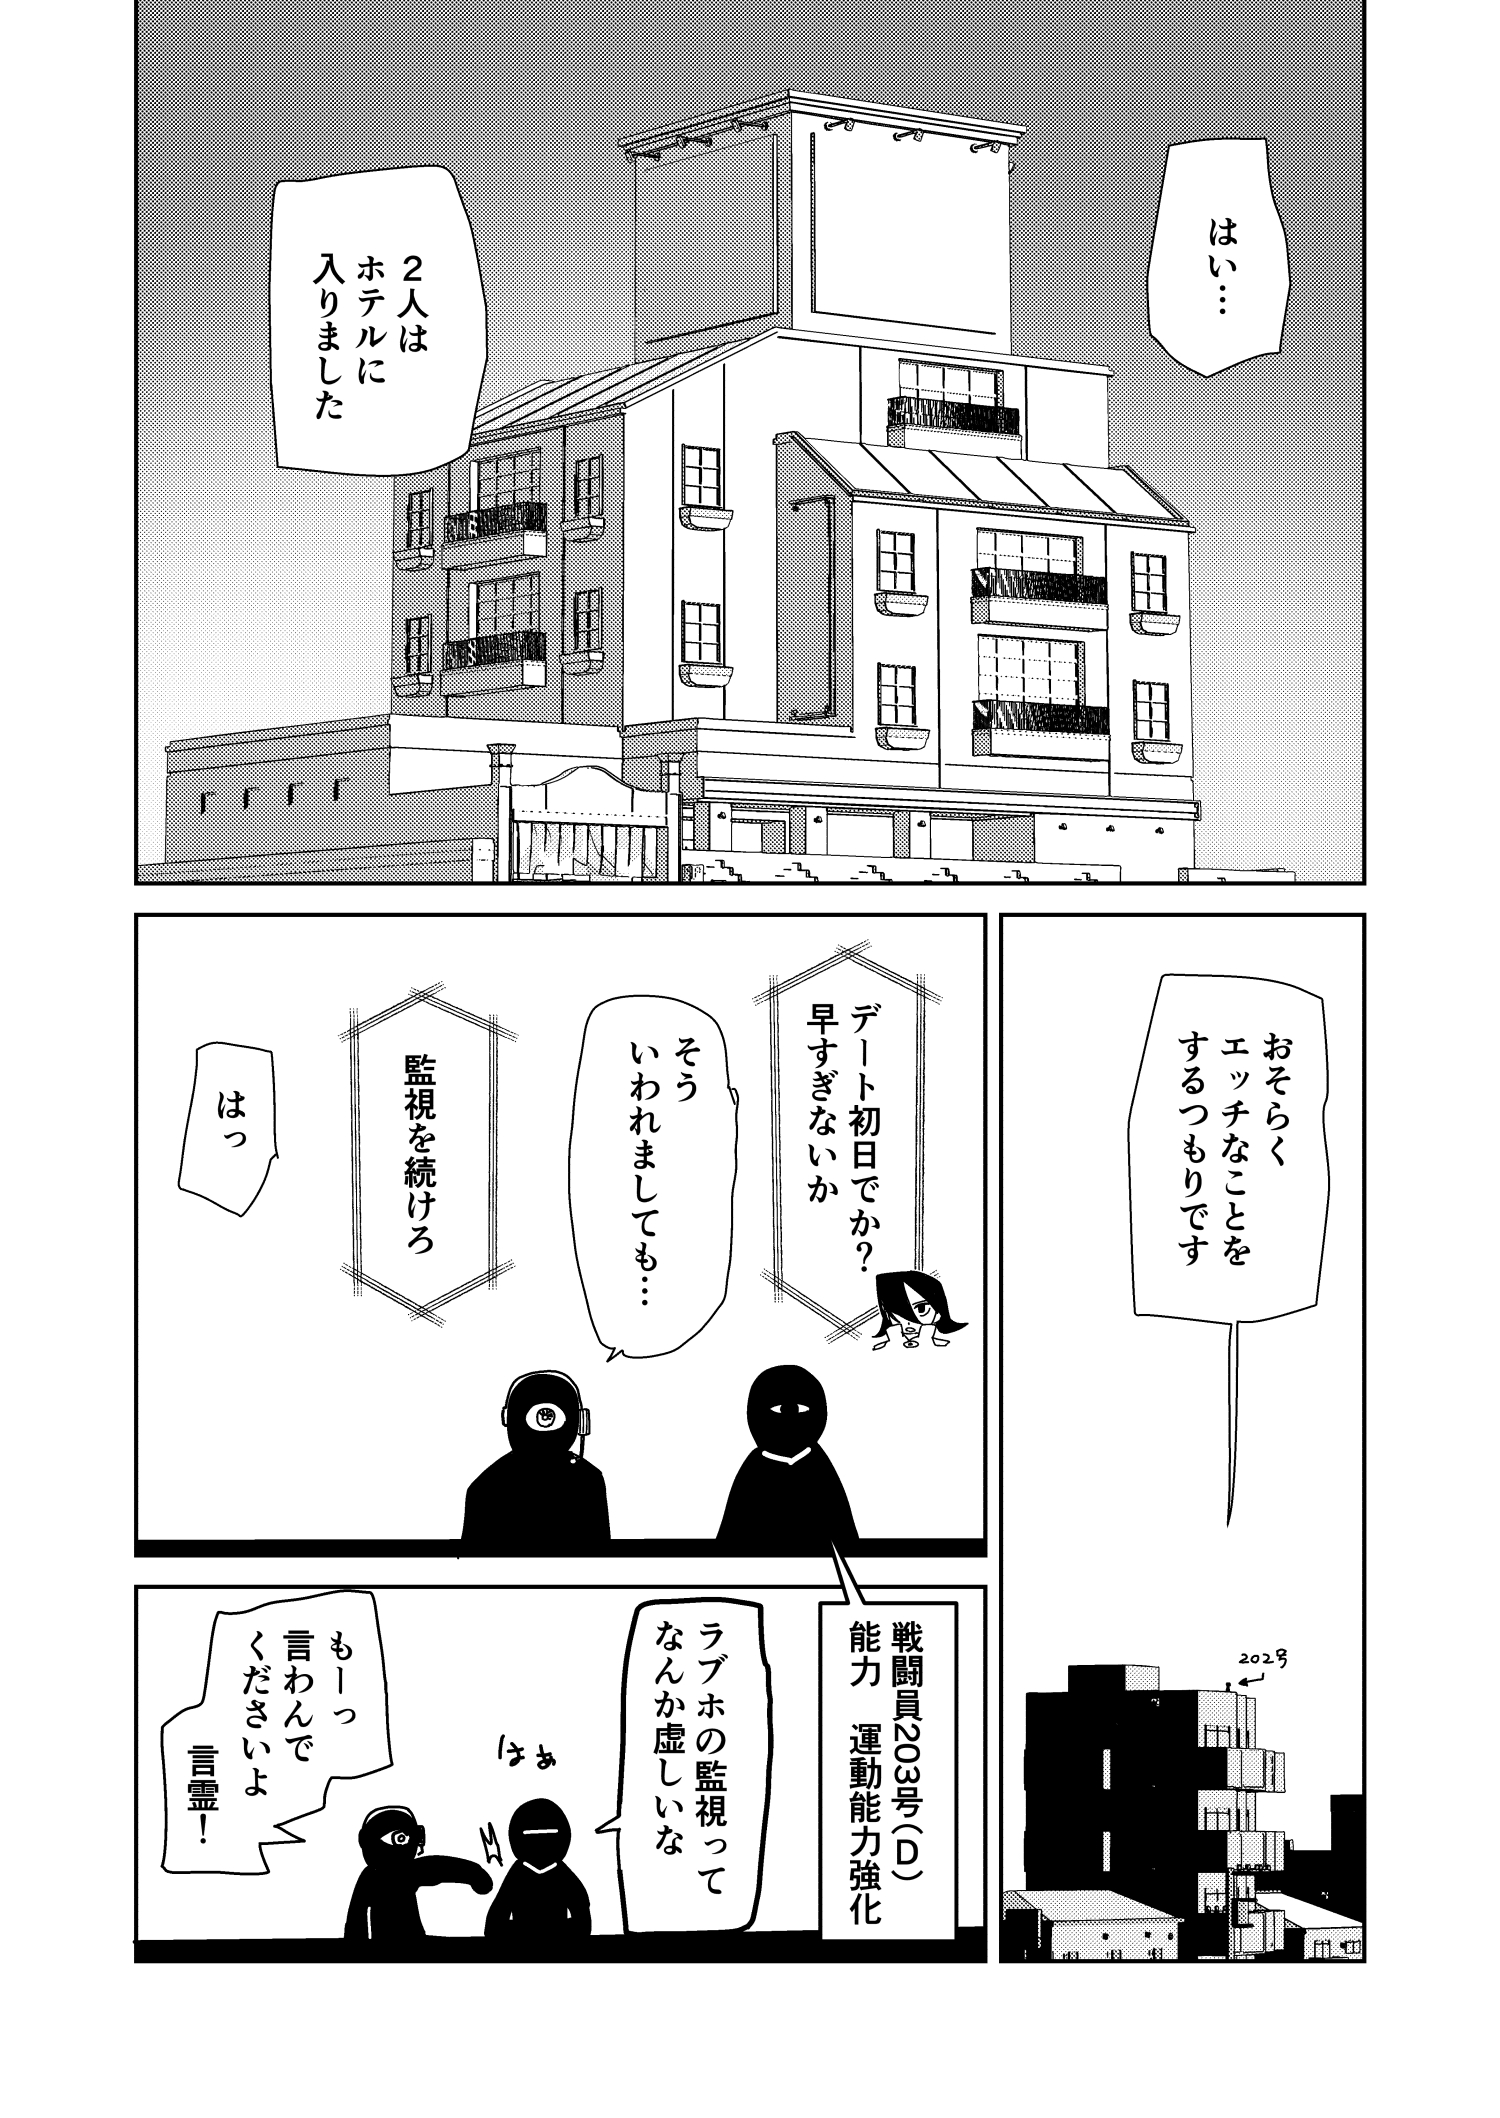 はい…
2人は
ホテルに
入りました
おそらく
エッチなことを
するつもりです
202号
デート初日でか?
早すぎないか
そう
いわれましても…
監視を続けろ
はっ
戦闘員203号(D)
能力 運動能力強化
ラブホの監視って
なんか虚しいな
はぁ
もーっ
言わんで
くださいよ
言霊!